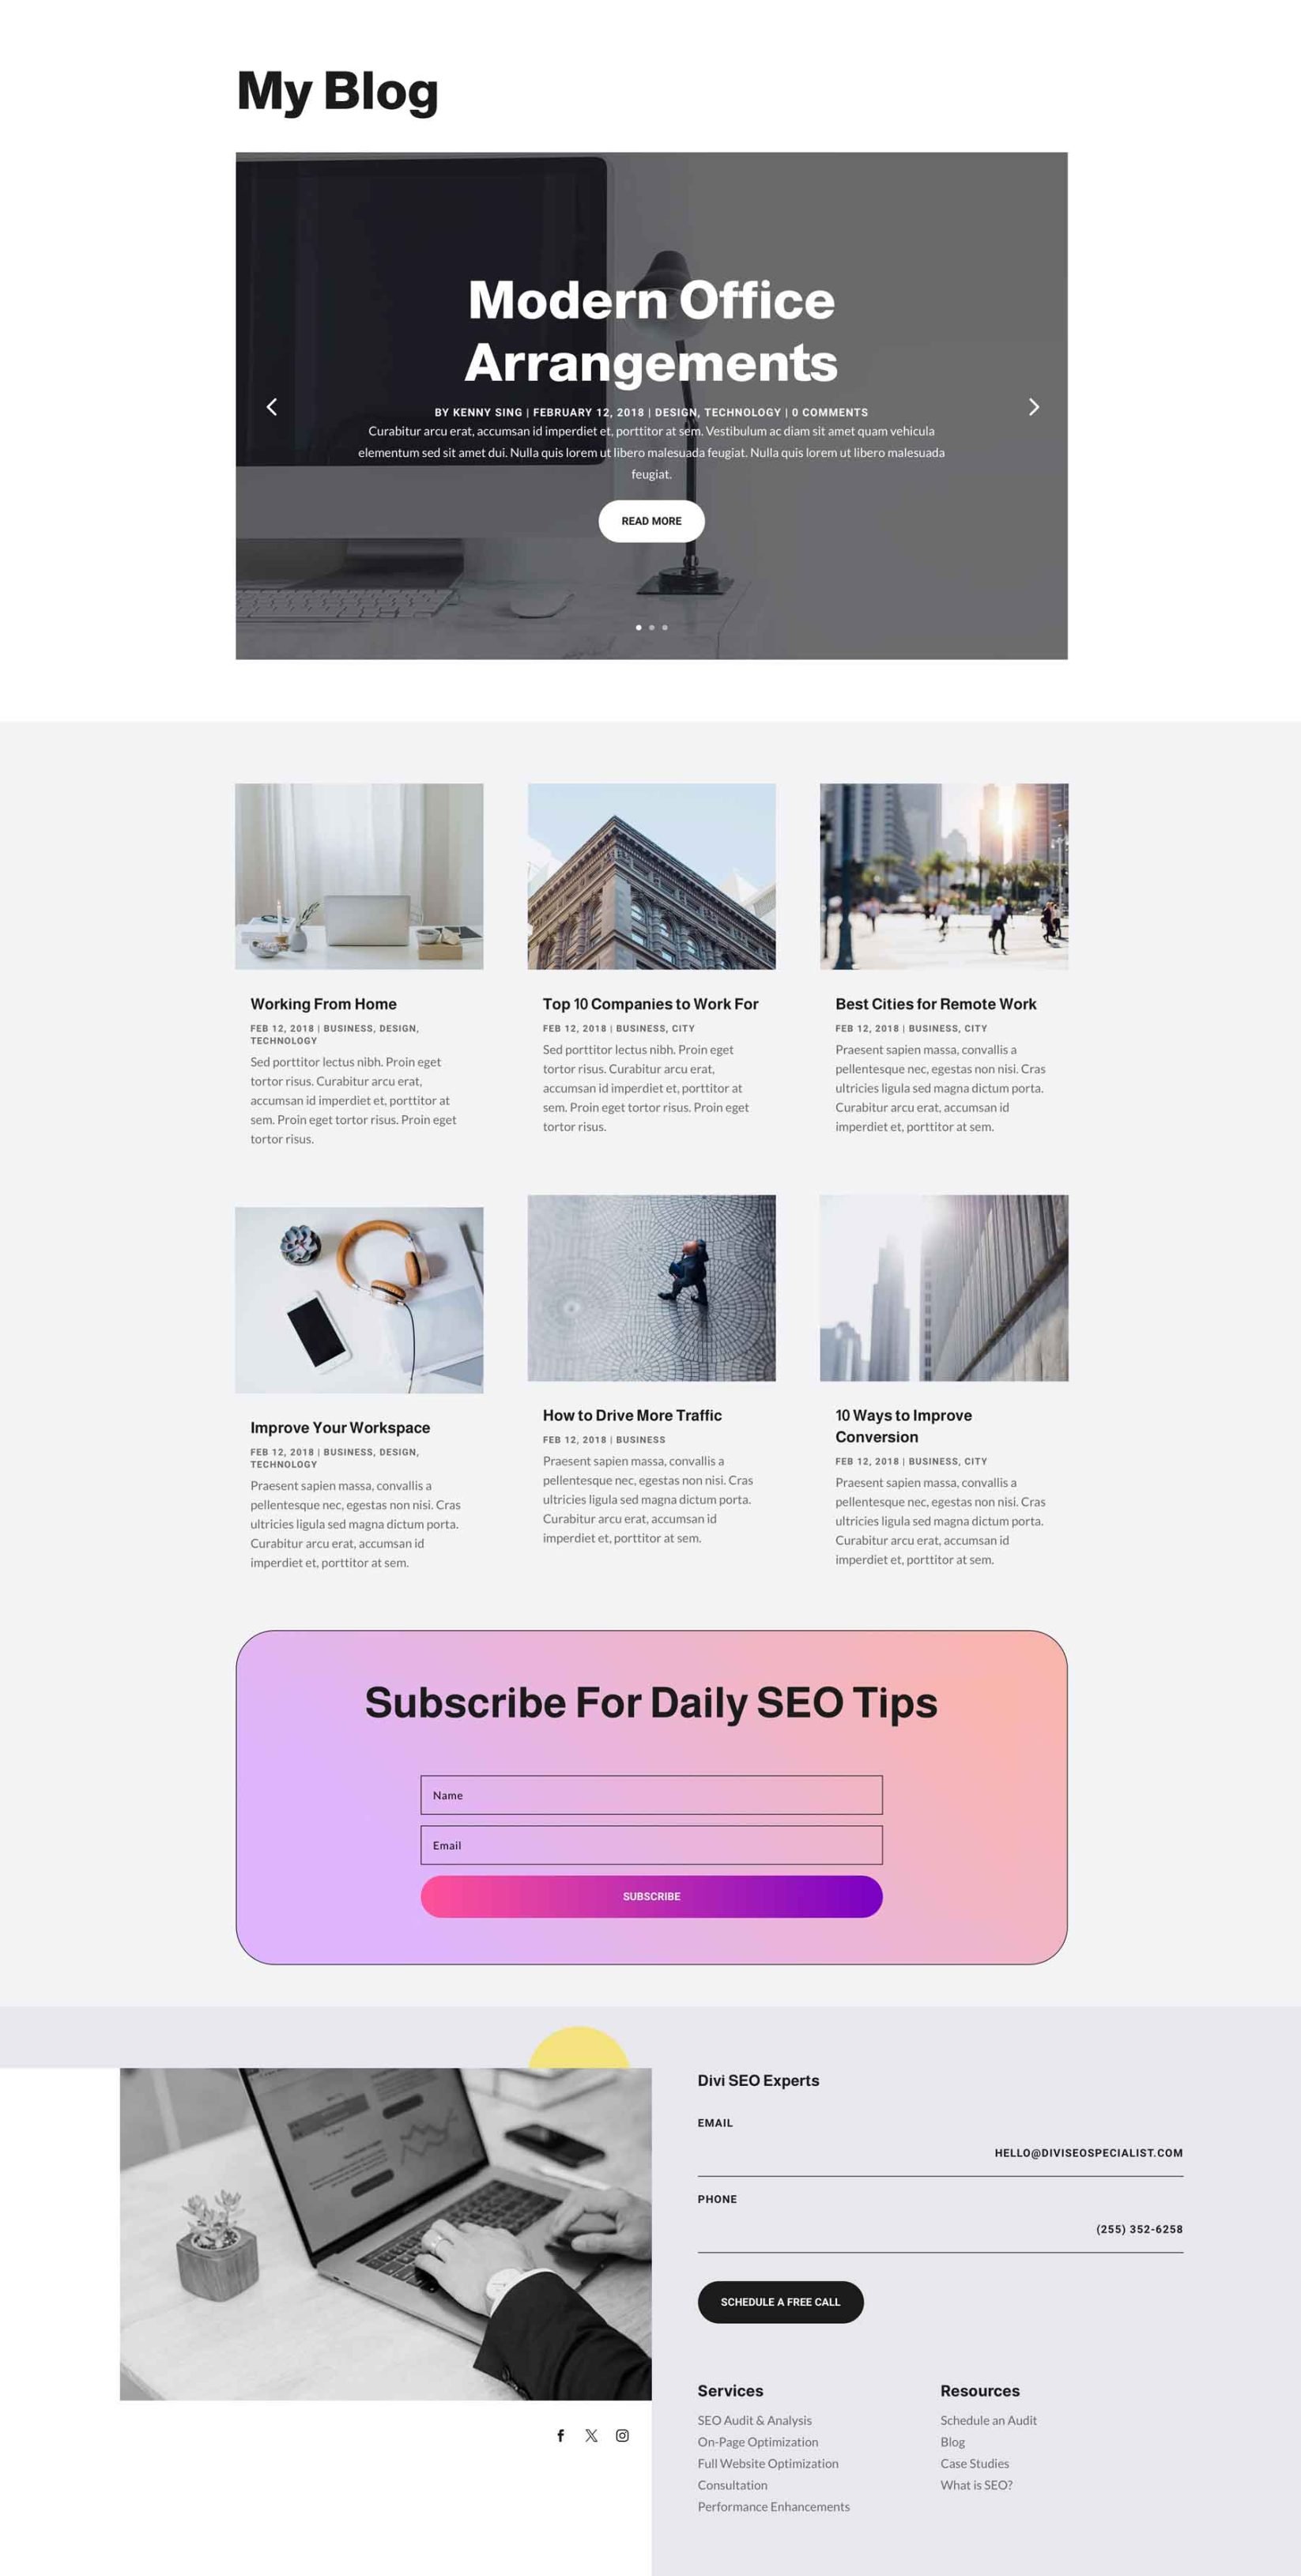 My Blog
Modern Office
Arrangements
BY KENNY SING | FEBRUARY 12, 2018 | DESIGN, TECHNOLOGY | 0 COMMENTS
Curabitur arcu erat, accumsan id imperdiet et, porttitor at sem. Vestibulum ac diam sit amet quam vehicula
elementum sed sit amet dui. Nulla quis lorem ut libero malesuada feugiat. Nulla quis lorem ut libero malesuada
feugiat.
READ MORE
Working From Home
FEB 12, 2018 | BUSINESS, DESIGN,
TECHNOLOGY
Sed porttitor lectus nibh. Proin eget
tortor risus. Curabitur arcu erat,
accumsan id imperdiet et, porttitor at
sem. Proin eget tortor risus. Proin eget
tortor risus.
Top 10 Companies to Work For
FEB 12, 2018 | BUSINESS, CITY
Sed porttitor lectus nibh. Proin eget
tortor risus. Curabitur arcu erat,
accumsan id imperdiet et, porttitor at
sem. Proin eget tortor risus. Proin eget
tortor risus.
Best Cities for Remote Work
FEB 12, 2018 | BUSINESS, CITY
Praesent sapien massa, convallis a
pellentesque nec, egestas non nisi. Cras
ultricies ligula sed magna dictum porta.
Curabitur arcu erat, accumsan id
imperdiet et, porttitor at sem.
Improve Your Workspace
FEB 12, 2018 | BUSINESS, DESIGN,
TECHNOLOGY
Praesent sapien massa, convallis a
pellentesque nec, egestas non nisi. Cras
ultricies ligula sed magna dictum porta.
Curabitur arcu erat, accumsan id
imperdiet et, porttitor at sem.
How to Drive More Traffic
FEB 12, 2018 | BUSINESS
Praesent sapien massa, convallis a
pellentesque nec, egestas non nisi. Cras
ultricies ligula sed magna dictum porta.
Curabitur arcu erat, accumsan id
imperdiet et, porttitor at sem.
10 Ways to Improve
Conversion
FEB 12, 2018 | BUSINESS, CITY
Praesent sapien massa, convallis a
pellentesque nec, egestas non nisi. Cras
ultricies ligula sed magna dictum porta.
Curabitur arcu erat, accumsan id
imperdiet et, porttitor at sem.
Subscribe For Daily SEO Tips
Name
Email
SUBSCRIBE
Divi SEO Experts
EMAIL
HELLO@DIVISEOSPECIALIST.COM
PHONE
(255) 352-6258
SCHEDULE A FREE CALL
Services
SEO Audit & Analysis
On-Page Optimization
Full Website Optimization
Consultation
Performance Enhancements
Resources
Schedule an Audit
Blog
Case Studies
What is SEO?